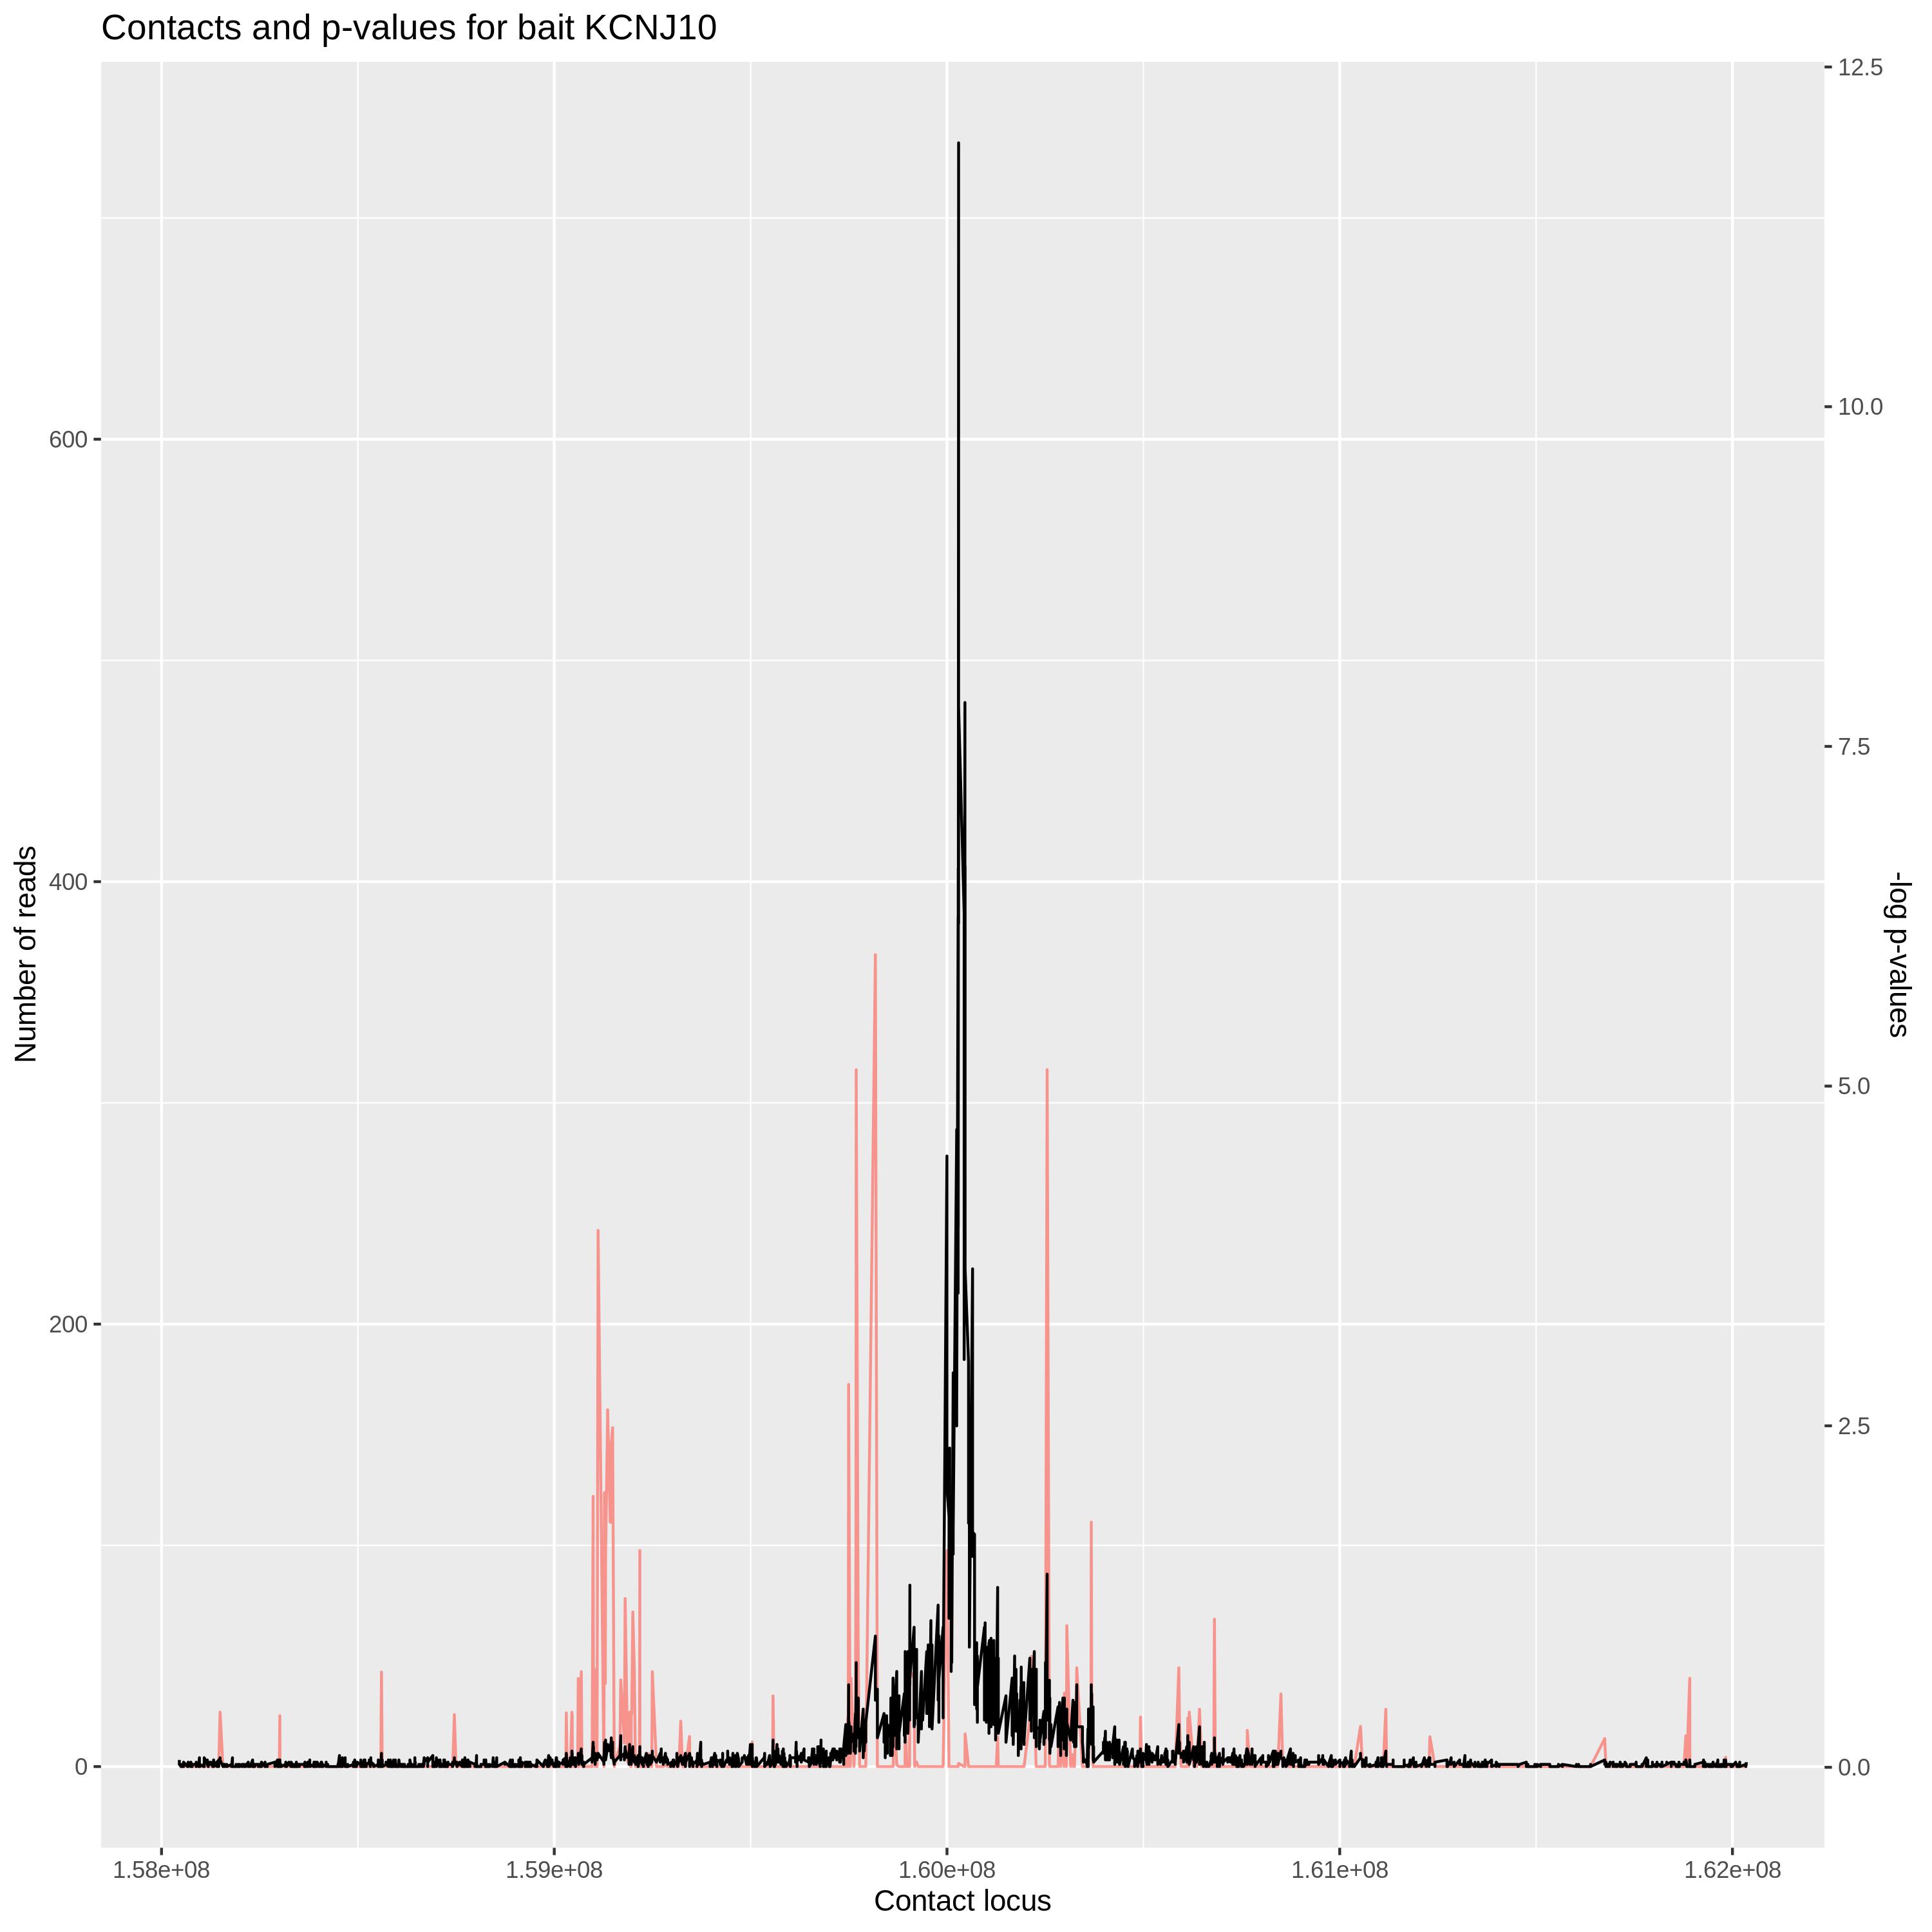 Contacts and p-values for bait KCNJ10
12.5
10.0
600
7.5
400
Number of reads
-log p-values
5.0
200
2.5
0
0.0
1.58e+08
1.59e+08
1.60e+08
1.61e+08
1.62e+08
Contact locus